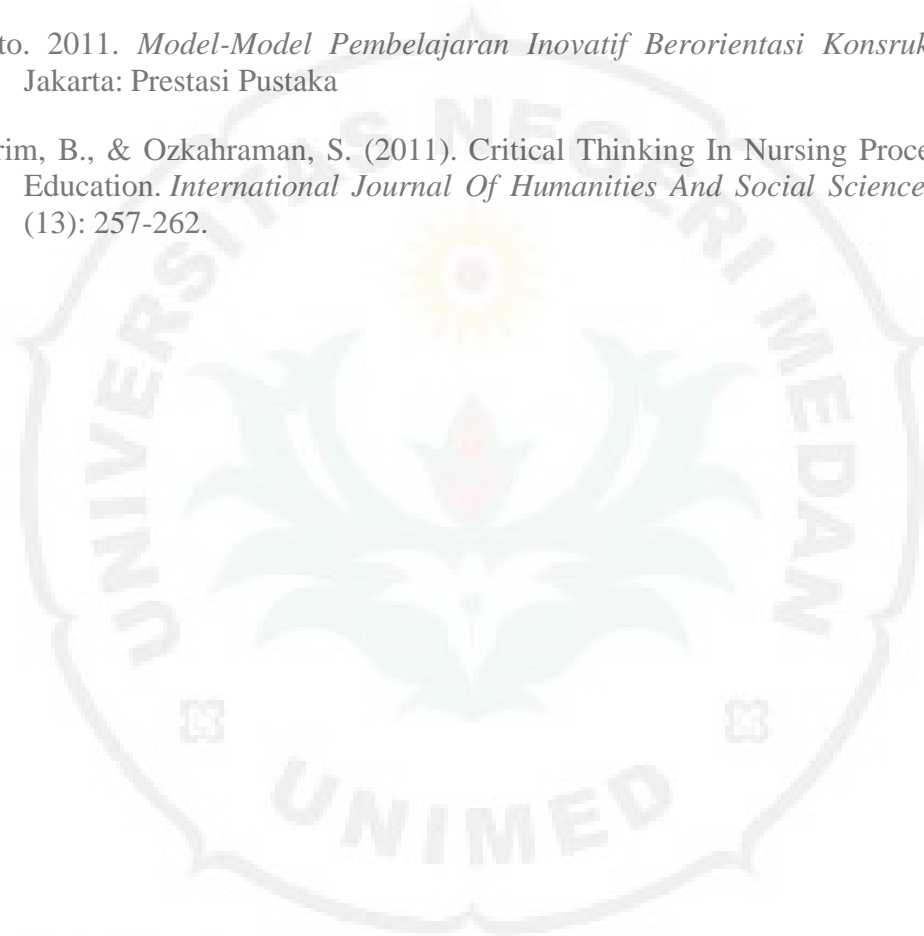 to. 2011. Model-Model Pembelajaran Inovatif Berorientasi Konsruk
Jakarta: Prestasi Pustaka
rim, B., & Ozkahraman, S. (2011). Critical Thinking In Nursing Proce
Education. International Journal Of Humanities And Social Science
(13): 257-262.
UNIVERSITAS NEGERI MEDAN
UNIMED